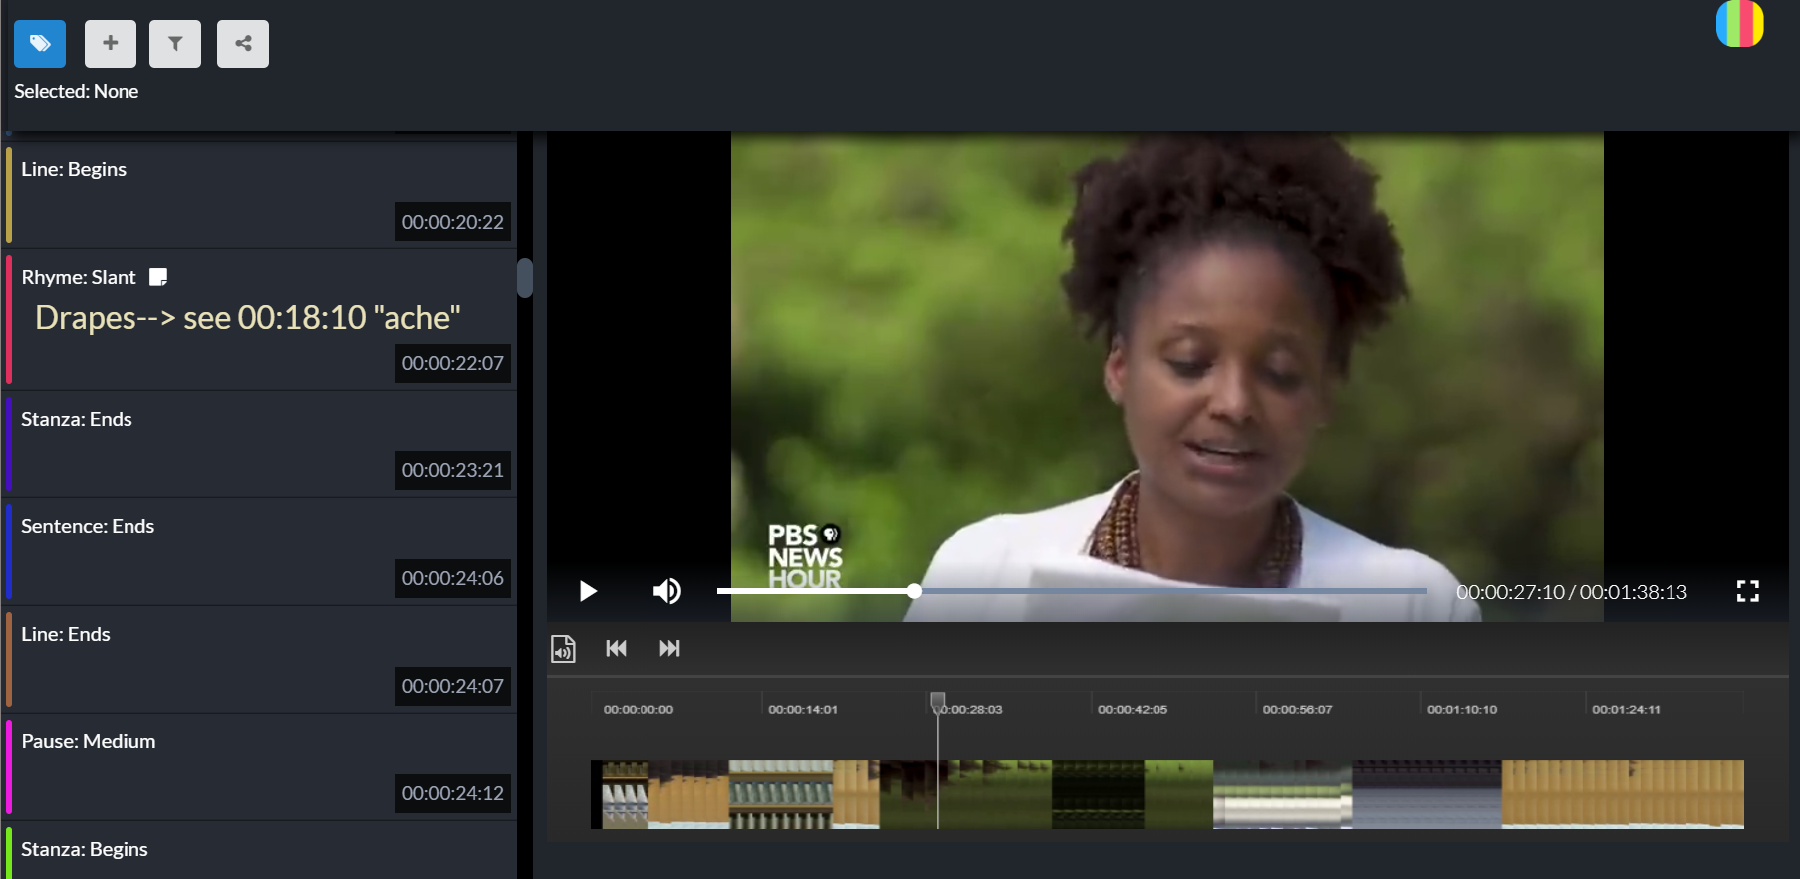 Selected: None
Line: Begins
00:00:20:22
Rhyme: Slant
Drapes--> see 00:18:10 "ache"
00:00:22:07
Stanza: Ends
00:00:23:21
Sentence: Ends
00:00:24:06
Line: Ends
00:00:24:07
Pause: Medium
00:00:24:12
Stanza: Begins
PBS
NEWS
HOUR
00:00:27:10 / 00:01:38:13
00:00:00:00 00:00:14:01 00:00:28:03 00:00:42:05 00:00:56:07 00:01:10:10 00:01:24:11